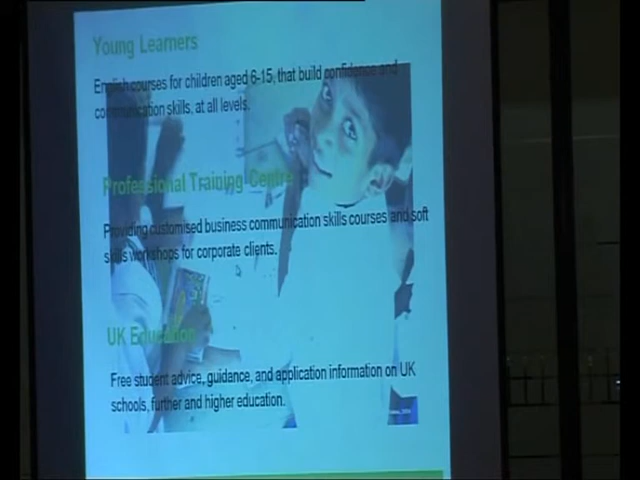 Young Learners
English courses for children aged 6-15, that build confidence and
communication skills, at all levels.
Professional Training Centre
Providing customised business communication skills courses and soft
skills workshops for corporate clients.
UK Education
Free student advice, guidance, and application information on UK
schools, further and higher education.